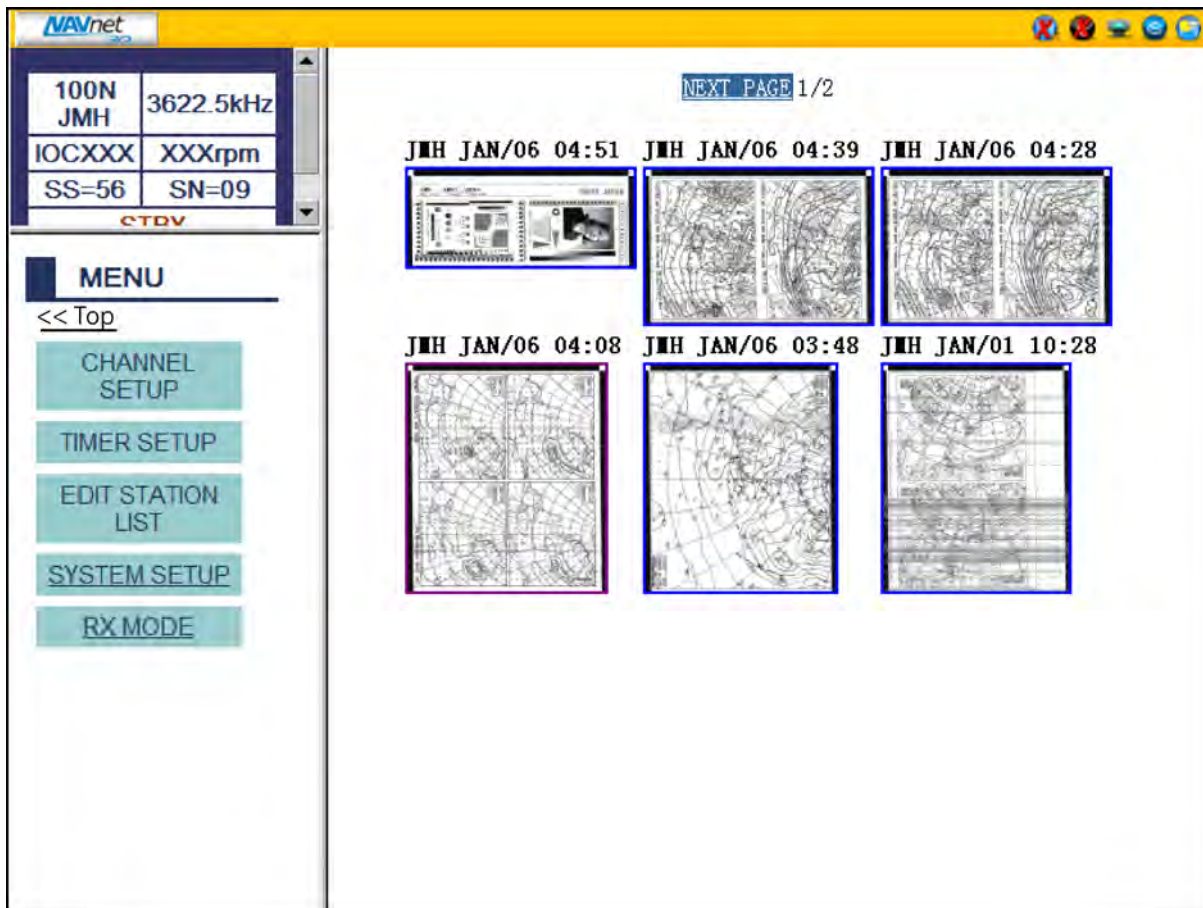 NAVnet
100N
JMH
3622.5kHz
IOCXXX
XXXrpm
SS=56
SN=09
STBY
MENU
<< Top
CHANNEL
SETUP
TIMER SETUP
EDIT STATION
LIST
SYSTEM SETUP
RX MODE
NEXT PAGE 1/2
JMH JAN/06 04:51
JMH JAN/06 04:39
JMH JAN/06 04:28
JMH JAN/06 04:08
JMH JAN/06 03:48
JMH JAN/01 10:28